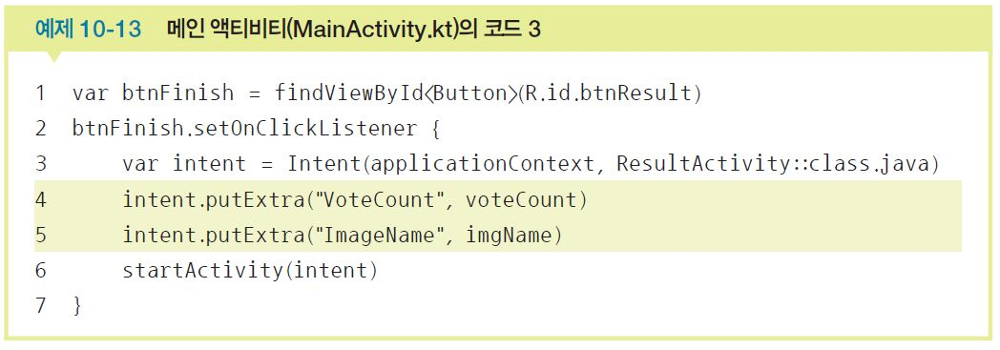 예제 10-13 메인 액티비티(MainActivity.kt)의 코드 3
1 var btnFinish = findViewById<Button>(R.id.btnResult)
2 btnFinish.setOnClickListener {
3 var intent = Intent(applicationContext, ResultActivity::class.java)
4 intent.putExtra("VoteCount", voteCount)
5 intent.putExtra("ImageName", imgName)
6 startActivity(intent)
7 }